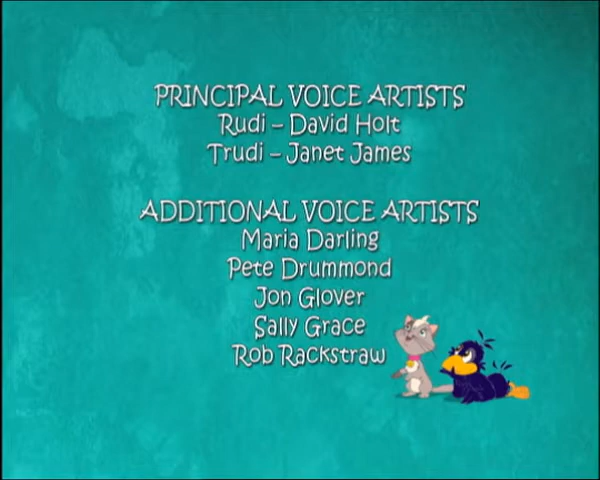 PRINCIPAL VOICE ARTISTS
Rudi – David Holt
Trudi – Janet James
ADDITIONAL VOICE ARTISTS
Maria Darling
Pete Drummond
Jon Glover
Sally Grace
Rob Rackstraw